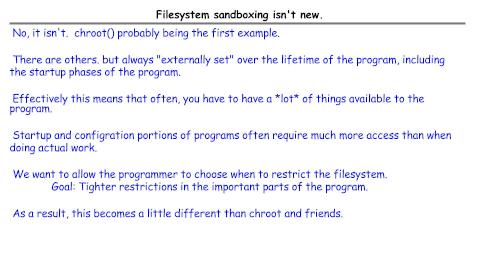 Filesystem sandboxing isn't new.
No, it isn't. chroot() probably being the first example.
There are others. but always "externally set" over the lifetime of the program, including
the startup phases of the program.
Effectively this means that often, you have to have a *lot* of things available to the
program.
Startup and configration portions of programs often require much more access than when
doing actual work.
We want to allow the programmer to choose when to restrict the filesystem.
Goal: Tighter restrictions in the important parts of the program.
As a result, this becomes a little different than chroot and friends.